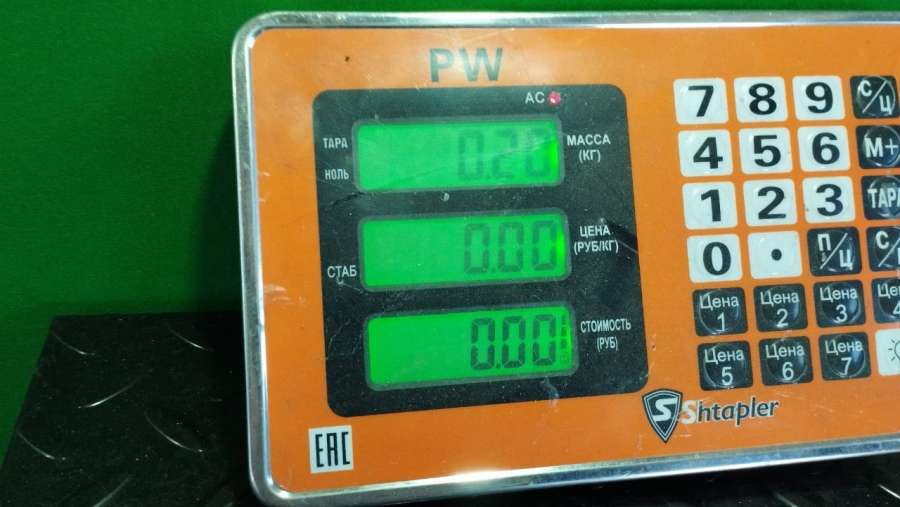 PW
AC
ТАРА
НОЛЬ
0.20
МАССА
(КГ)
СТАБ
0.00
ЦЕНА
(РУБ/КГ)
0.00
СТОИМОСТЬ
(РУБ)
7 8 9 С/Ц
4 5 6 М+
1 2 3 ТАРА
0 . П/Ц
Цена 1 Цена 2 Цена 3
Цена 5 Цена 6 Цена 7
S Shtapler
EAC